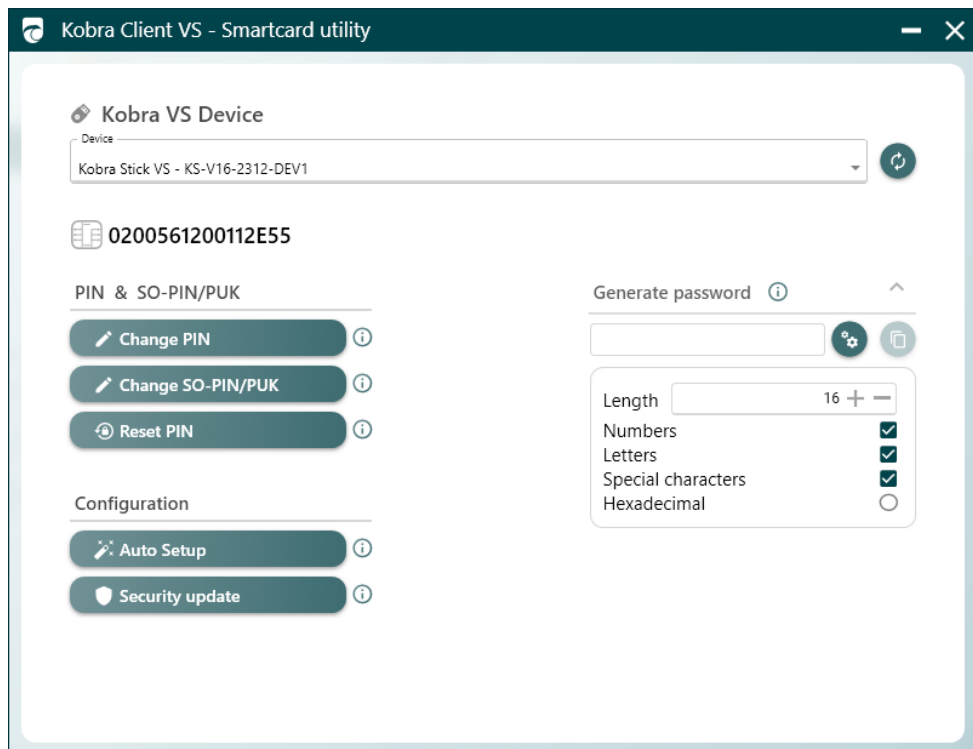 Kobra Client VS - Smartcard utility
Kobra VS Device
Device
Kobra Stick VS - KS-V16-2312-DEV1
0200561200112E55
PIN & SO-PIN/PUK
Change PIN
Change SO-PIN/PUK
Reset PIN
Configuration
Auto Setup
Security update
Generate password
Length 16
Numbers
Letters
Special characters
Hexadecimal